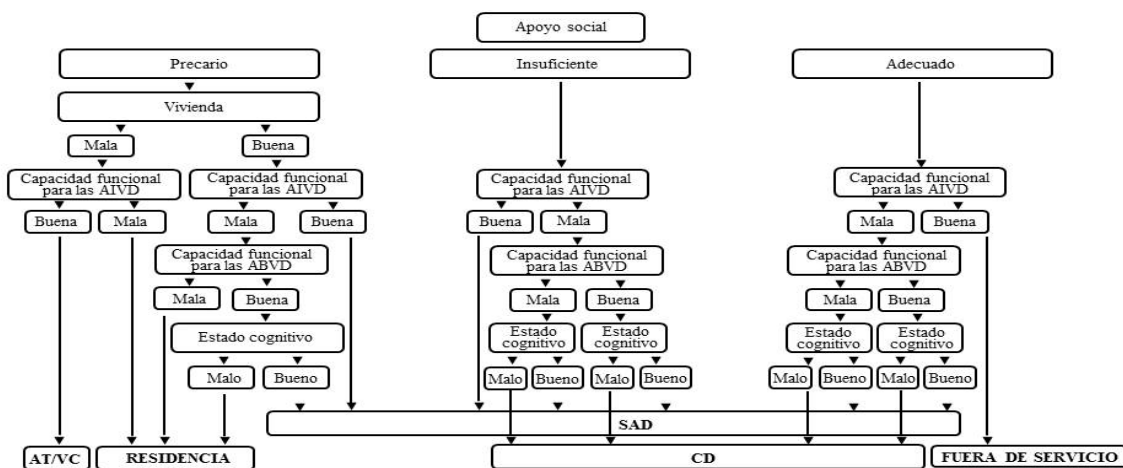 Apoyo social
Precario
Insuficiente
Adecuado
Vivienda
Mala
Buena
Capacidad funcional
para las AIVD
Capacidad funcional
para las AIVD
Capacidad funcional
para las AIVD
Capacidad funcional
para las AIVD
Buena
Mala
Mala
Buena
Buena
Mala
Mala
Buena
Capacidad funcional
para las ABVD
Capacidad funcional
para las ABVD
Capacidad funcional
para las ABVD
Mala
Buena
Mala
Buena
Mala
Buena
Estado cognitivo
Estado
cognitivo
Estado
cognitivo
Estado
cognitivo
Estado
cognitivo
Malo
Bueno
Malo
Bueno
Malo
Bueno
Malo
Bueno
Malo
Bueno
SAD
AT/VC
RESIDENCIA
CD
FUERA DE SERVICIO